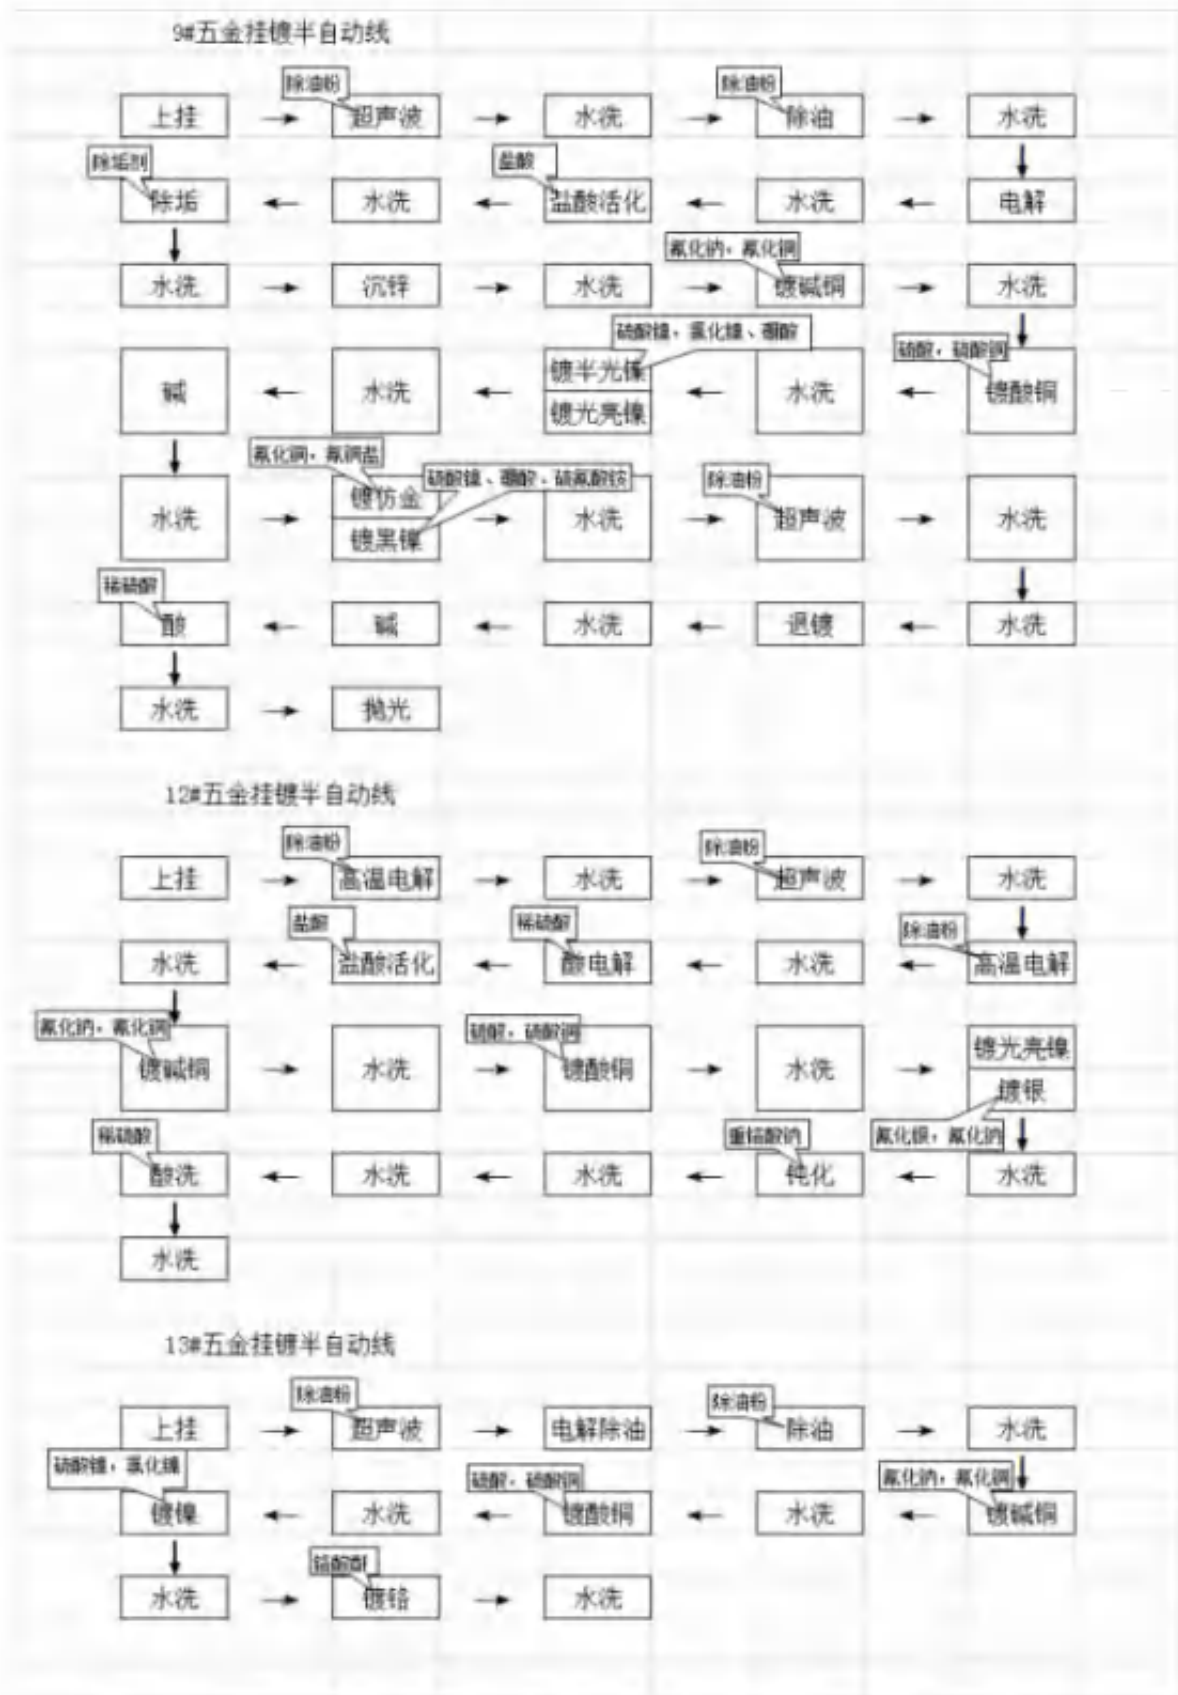 9#五金挂镀半自动线
除油粉
除油粉
上挂
超声波
水洗
除油
水洗
除垢剂
盐酸
除垢
水洗
盐酸活化
水洗
电解
氰化钠,氰化铜
水洗
沉锌
水洗
镀碱铜
水洗
硫酸镍,氯化镍、硼酸
硫酸,硫酸铜
碱
水洗
镀半光镍
镀光亮镍
水洗
镀酸铜
氰化铜,氰铜盐
硫酸镍、硼酸、硫氰酸铵
除油粉
水洗
镀仿金
镀黑镍
水洗
超声波
水洗
稀硫酸
酸
碱
水洗
退镀
水洗
水洗
抛光
12#五金挂镀半自动线
除油粉
除油粉
上挂
高温电解
水洗
超声波
水洗
盐酸
稀硫酸
除油粉
水洗
盐酸活化
酸电解
水洗
高温电解
氰化钠,氰化铜
硫酸,硫酸铜
镀碱铜
水洗
镀酸铜
水洗
镀光亮镍
镀银
稀硫酸
重铬酸钠
氰化银,氰化钠
酸洗
水洗
水洗
钝化
水洗
水洗
13#五金挂镀半自动线
除油粉
除油粉
上挂
超声波
电解除油
除油
水洗
硫酸镍,氯化镍
硫酸,硫酸铜
氰化钠,氰化铜
镀镍
水洗
镀酸铜
水洗
镀碱铜
铬酸酐
水洗
镀铬
水洗